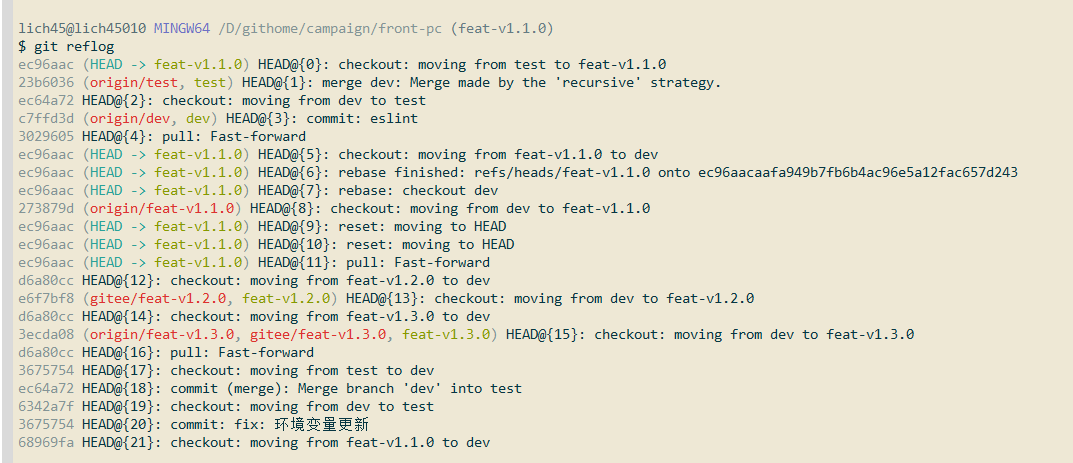 lich45@lich45010 MINGW64 /D/githome/campaign/front-pc (feat-v1.1.0)
$ git reflog
ec96aac (HEAD -> feat-v1.1.0) HEAD@{0}: checkout: moving from test to feat-v1.1.0
23b6036 (origin/test, test) HEAD@{1}: merge dev: Merge made by the 'recursive' strategy.
ec64a72 HEAD@{2}: checkout: moving from dev to test
c7ffd3d (origin/dev, dev) HEAD@{3}: commit: eslint
3029605 HEAD@{4}: pull: Fast-forward
ec96aac (HEAD -> feat-v1.1.0) HEAD@{5}: checkout: moving from feat-v1.1.0 to dev
ec96aac (HEAD -> feat-v1.1.0) HEAD@{6}: rebase finished: refs/heads/feat-v1.1.0 onto ec96aacaafa949b7fb6b4ac96e5a12fac657d243
ec96aac (HEAD -> feat-v1.1.0) HEAD@{7}: rebase: checkout dev
273879d (origin/feat-v1.1.0) HEAD@{8}: checkout: moving from dev to feat-v1.1.0
ec96aac (HEAD -> feat-v1.1.0) HEAD@{9}: reset: moving to HEAD
ec96aac (HEAD -> feat-v1.1.0) HEAD@{10}: reset: moving to HEAD
ec96aac (HEAD -> feat-v1.1.0) HEAD@{11}: pull: Fast-forward
d6a80cc HEAD@{12}: checkout: moving from feat-v1.2.0 to dev
e6f7bf8 (gitee/feat-v1.2.0, feat-v1.2.0) HEAD@{13}: checkout: moving from dev to feat-v1.2.0
d6a80cc HEAD@{14}: checkout: moving from feat-v1.3.0 to dev
3ecda08 (origin/feat-v1.3.0, gitee/feat-v1.3.0, feat-v1.3.0) HEAD@{15}: checkout: moving from dev to feat-v1.3.0
d6a80cc HEAD@{16}: pull: Fast-forward
3675754 HEAD@{17}: checkout: moving from test to dev
ec64a72 HEAD@{18}: commit (merge): Merge branch 'dev' into test
6342a7f HEAD@{19}: checkout: moving from dev to test
3675754 HEAD@{20}: commit: fix: 环境变量更新
68969fa HEAD@{21}: checkout: moving from feat-v1.1.0 to dev